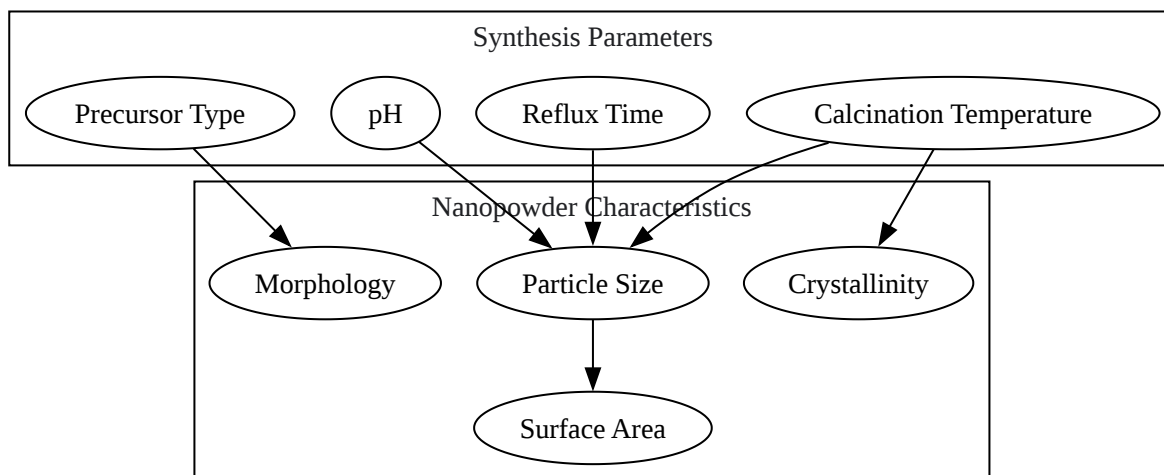 Synthesis Parameters
Precursor Type
pH
Reflux Time
Calcination Temperature
Nanopowder Characteristics
Morphology
Particle Size
Crystallinity
Surface Area